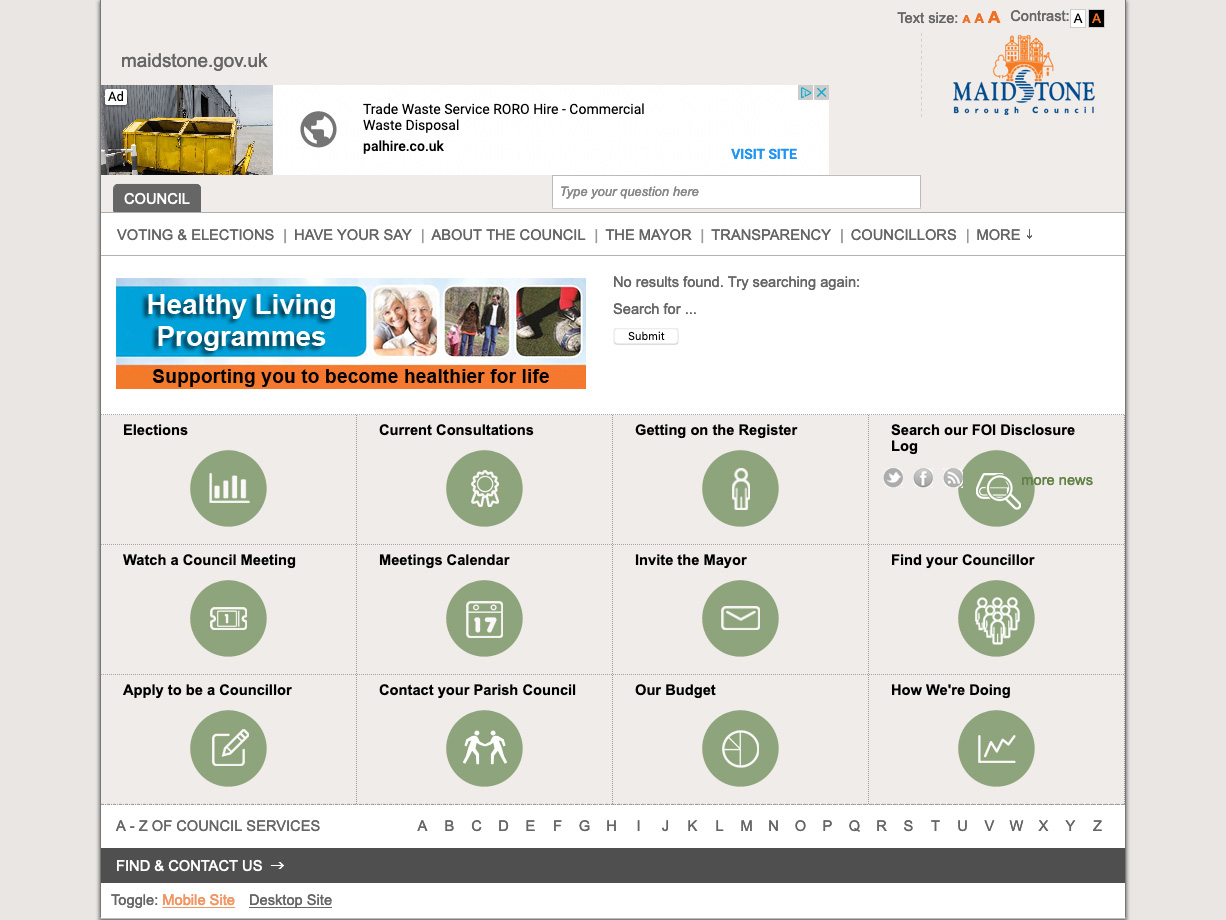 Text size: A A A Contrast: A A
maidstone.gov.uk
MAIDSTONE
Borough Council
Ad
Trade Waste Service RORO Hire - Commercial
Waste Disposal
palhire.co.uk
VISIT SITE
COUNCIL
Type your question here
VOTING & ELECTIONS | HAVE YOUR SAY | ABOUT THE COUNCIL | THE MAYOR | TRANSPARENCY | COUNCILLORS | MORE ↓
Healthy Living
Programmes
Supporting you to become healthier for life
No results found. Try searching again:
Search for ...
Submit
Elections
Current Consultations
Getting on the Register
Search our FOI Disclosure
Log
more news
Watch a Council Meeting
1
Meetings Calendar
17
Invite the Mayor
Find your Councillor
Apply to be a Councillor
Contact your Parish Council
Our Budget
How We're Doing
A - Z OF COUNCIL SERVICES
A B C D E F G H I J K L M N O P Q R S T U V W X Y Z
FIND & CONTACT US →
Toggle: Mobile Site Desktop Site